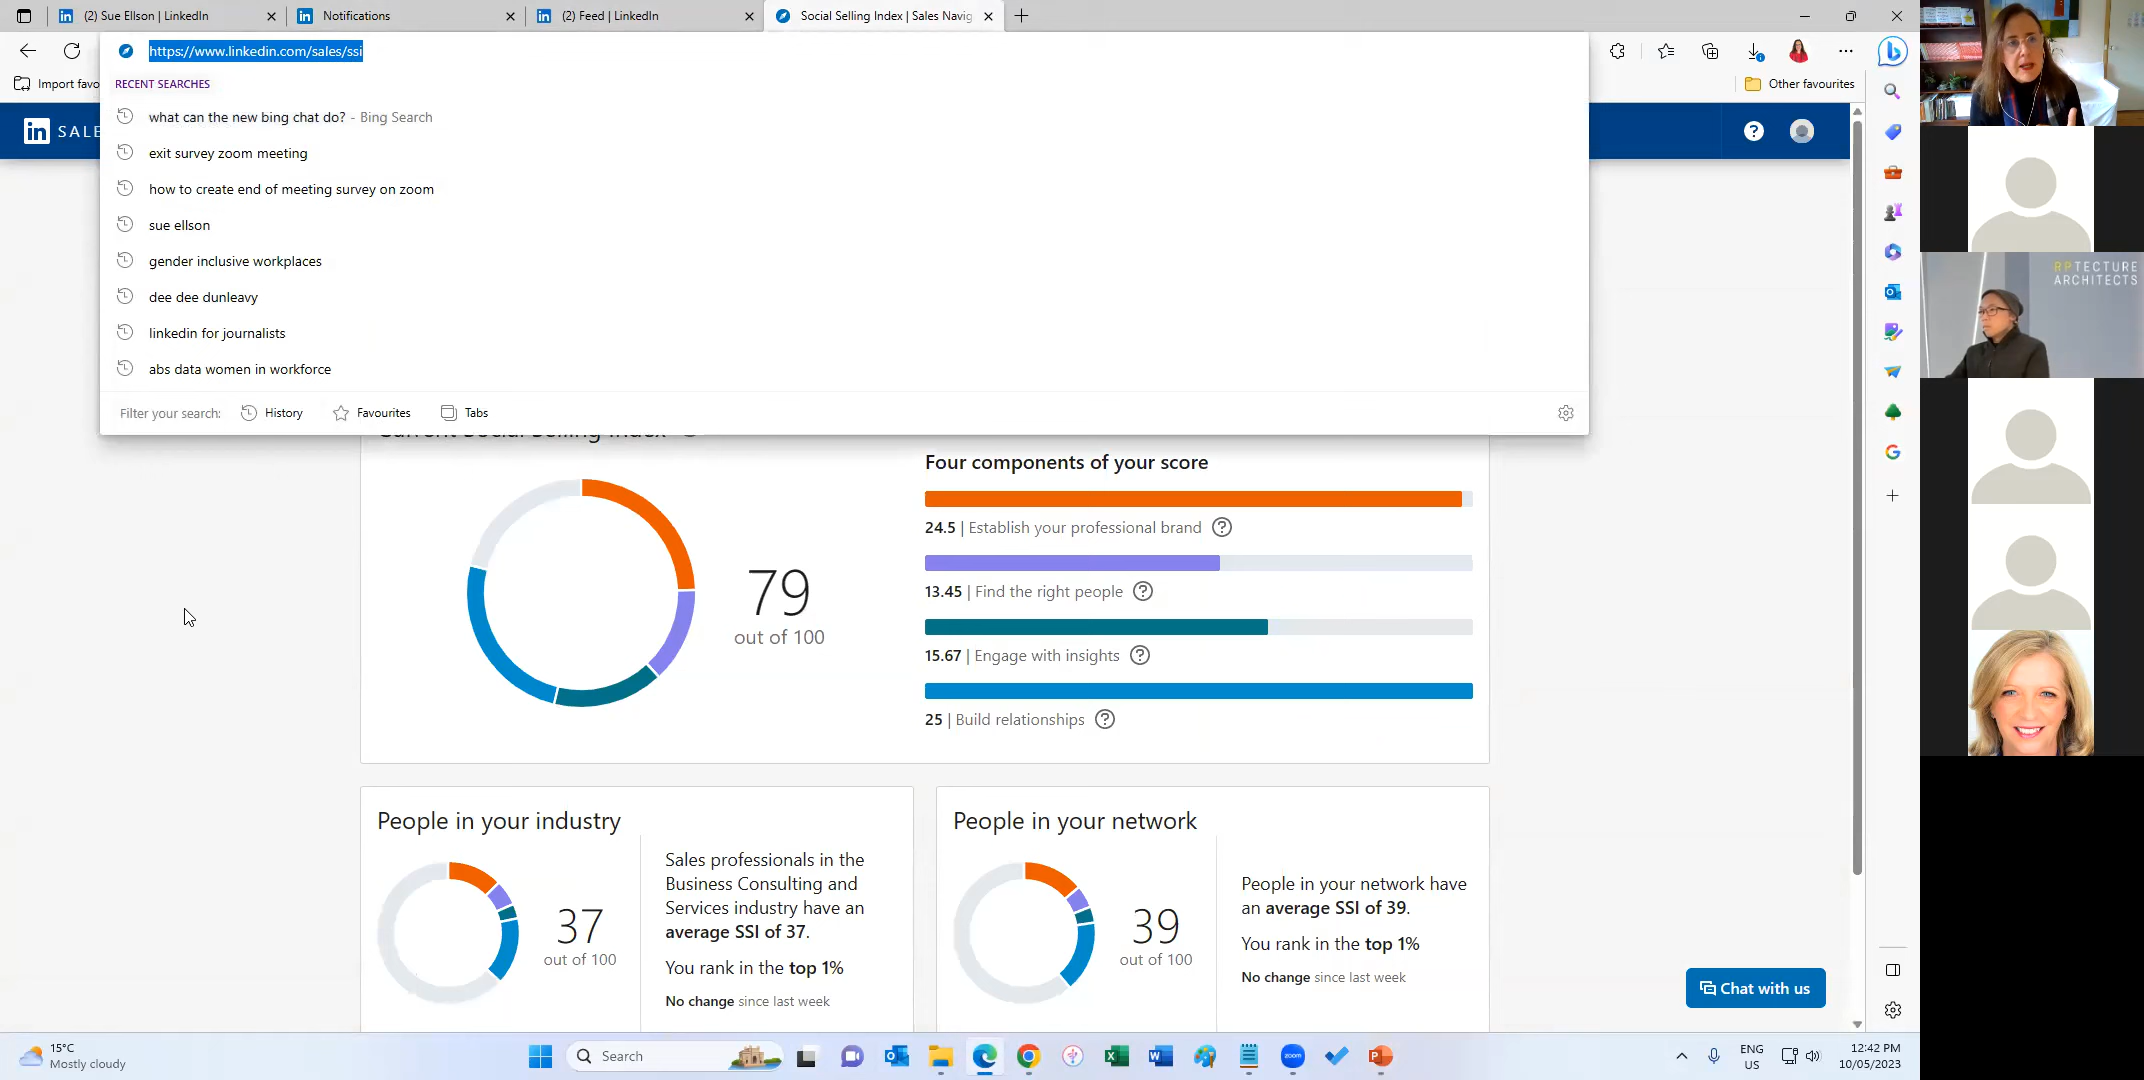 (2) Sue Ellson | LinkedIn
Notifications
(2) Feed | LinkedIn
Social Selling Index | Sales Navig
https://www.linkedin.com/sales/ssi
Import favo
Other favourites
RECENT SEARCHES
what can the new bing chat do? - Bing Search
exit survey zoom meeting
how to create end of meeting survey on zoom
sue ellson
gender inclusive workplaces
dee dee dunleavy
linkedin for journalists
abs data women in workforce
Filter your search: History Favourites Tabs
in SALE
Four components of your score
24.5 | Establish your professional brand
13.45 | Find the right people
15.67 | Engage with insights
25 | Build relationships
79
out of 100
People in your industry
37
out of 100
Sales professionals in the
Business Consulting and
Services industry have an
average SSI of 37.
You rank in the top 1%
No change since last week
People in your network
39
out of 100
People in your network have
an average SSI of 39.
You rank in the top 1%
No change since last week
Chat with us
RPTECTURE
ARCHITECTS
15°C
Mostly cloudy
Search
zoom
ENG
US
12:42 PM
10/05/2023